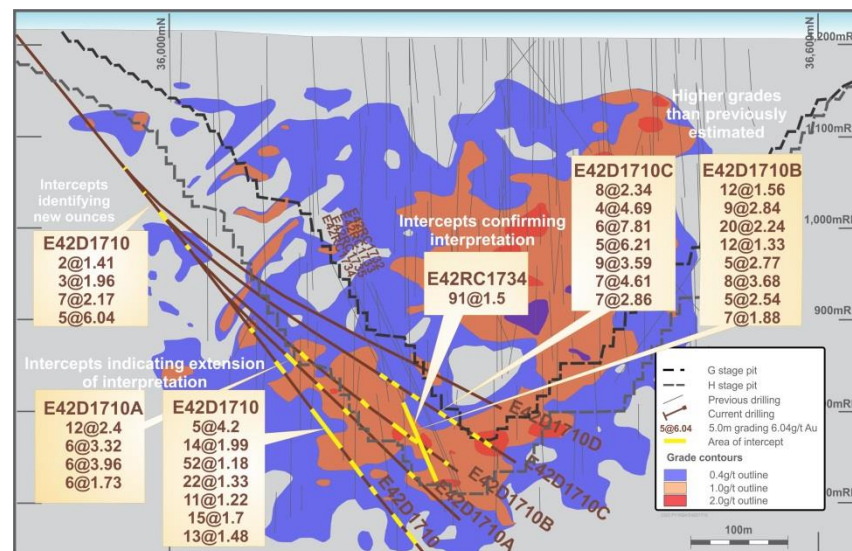 36,000mN
36,600mN
1,200mRL
Higher grades
than previously
estimated
1,100mRL
E42D1710C
8@2.34
4@4.69
6@7.81
5@6.21
9@3.59
7@4.61
7@2.86
E42D1710B
12@1.56
9@2.84
20@2.24
12@1.33
5@2.77
8@3.68
5@2.54
7@1.88
Intercepts
identifying
new ounces
E42D1710
2@1.41
3@1.96
7@2.17
5@6.04
Intercepts confirming
interpretation
E42RC1734
91@1.5
1,000mRL
900mRL
Intercepts indicating extension
of interpretation
E42D1710A
12@2.4
6@3.32
6@3.96
6@1.73
E42D1710
5@4.2
14@1.99
52@1.18
22@1.33
11@1.22
15@1.7
13@1.48
E42D1710D
E42D1710C
E42D1710B
E42D1710A
E42D1710
G stage pit
H stage pit
Previous drilling
Current drilling
5@6.04 5.0m grading 6.04g/t Au
Area of intercept
Grade contours
0.4g/t outline
1.0g/t outline
2.0g/t outline
100m